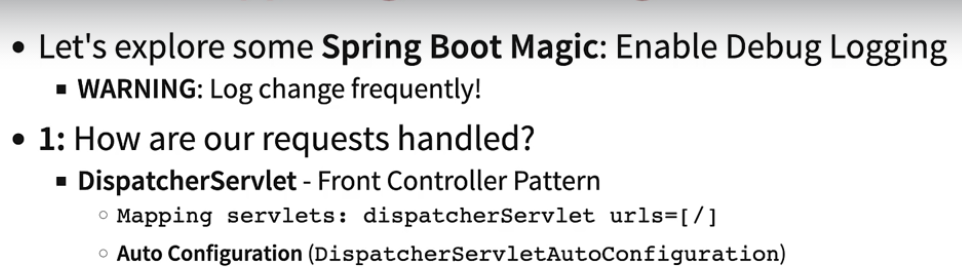 • Let's explore some Spring Boot Magic: Enable Debug Logging
▪ WARNING: Log change frequently!
• 1: How are our requests handled?
▪ DispatcherServlet - Front Controller Pattern
○ Mapping servlets: dispatcherServlet urls=[/]
○ Auto Configuration (DispatcherServletAutoConfiguration)